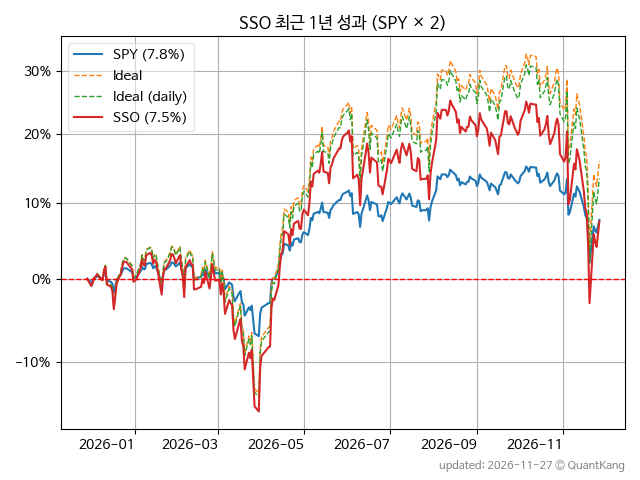 SSO 최근 1년 성과 (SPY × 2)
SPY (7.8%)
Ideal
Ideal (daily)
SSO (7.5%)
30%
20%
10%
0%
−10%
2026-01
2026-03
2026-05
2026-07
2026-09
2026-11
updated: 2026-11-27 © QuantKang